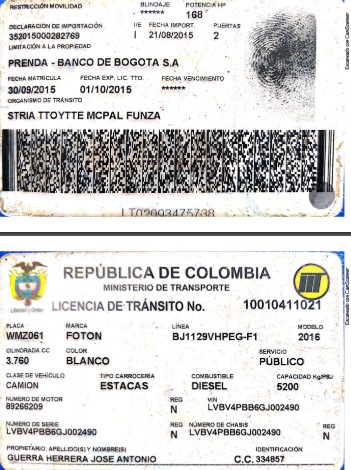 RESTRICCIÓN MOVILIDAD BLINDAJE POTENCIA HP
****** 168
DECLARACIÓN DE IMPORTACIÓN I/E FECHA IMPORT. PUERTAS
352015000282769 I 21/08/2015 2
LIMITACIÓN A LA PROPIEDAD
PRENDA - BANCO DE BOGOTA S.A
FECHA MATRICULA FECHA EXP. LIC. TTO. FECHA VENCIMIENTO
30/09/2015 01/10/2015 ******
ORGANISMO DE TRÁNSITO
STRIA TTOYTTE MCPAL FUNZA
LT02003475738
Escaneado con CamScanner
REPÚBLICA DE COLOMBIA
MINISTERIO DE TRANSPORTE
Libertad y Orden
LICENCIA DE TRÁNSITO No. 10010411021
PLACA MARCA LÍNEA MODELO
WMZ061 FOTON BJ1129VHPEG-F1 2016
CILINDRADA CC COLOR SERVICIO
3.760 BLANCO PÚBLICO
CLASE DE VEHÍCULO TIPO CARROCERÍA COMBUSTIBLE CAPACIDAD Kg/PSJ
CAMION ESTACAS DIESEL 5200
NÚMERO DE MOTOR REG VIN
89266209 N LVBV4PBB6GJ002490
NÚMERO DE SERIE REG NÚMERO DE CHASIS REG
LVBV4PBB6GJ002490 N LVBV4PBB6GJ002490 N
PROPIETARIO: APELLIDO(S) Y NOMBRE(S) IDENTIFICACIÓN
GUERRA HERRERA JOSE ANTONIO C.C. 334857
Escaneado con CamScanner